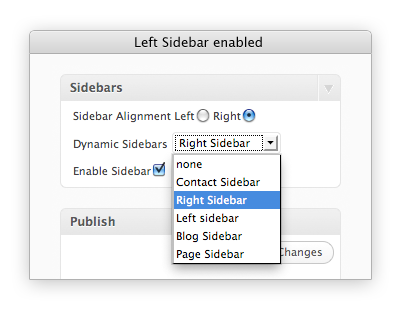 Left Sidebar enabled
Sidebars
Sidebar Alignment Left Right
Dynamic Sidebars Right Sidebar
none
Enable Sidebar
Contact Sidebar
Right Sidebar
Left sidebar
Publish
Blog Sidebar
Page Sidebar
Changes